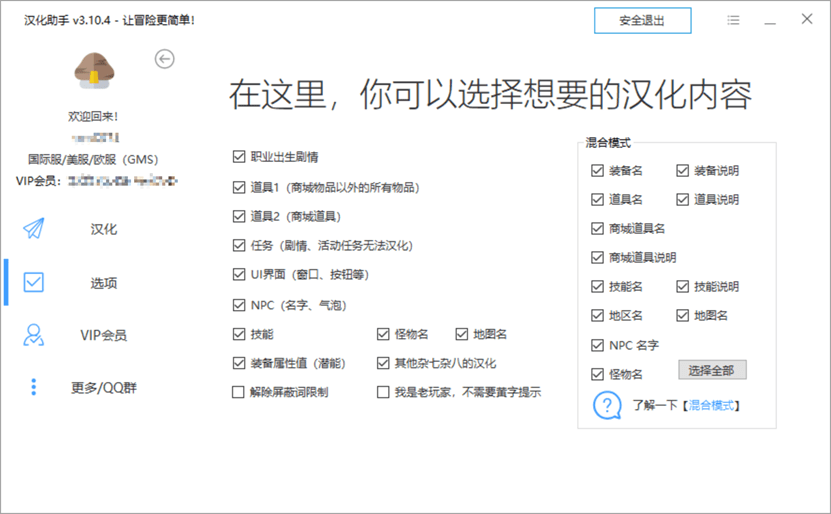 汉化助手 v3.10.4 - 让冒险更简单!
安全退出
欢迎回来!
国际服/美服/欧服（GMS）
VIP会员：
汉化
选项
VIP会员
更多/QQ群
在这里，你可以选择想要的汉化内容
职业出生剧情
道具1（商城物品以外的所有物品）
道具2（商城道具）
任务（剧情、活动任务无法汉化）
UI界面（窗口、按钮等）
NPC（名字、气泡）
技能 怪物名 地图名
装备属性值（潜能） 其他杂七杂八的汉化
解除屏蔽词限制 我是老玩家，不需要黄字提示
混合模式
装备名 装备说明
道具名 道具说明
商城道具名
商城道具说明
技能名 技能说明
地区名 地图名
NPC 名字
怪物名 选择全部
? 了解一下【混合模式】